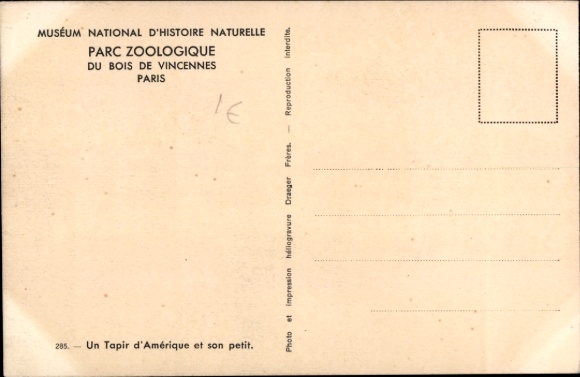 MUSÉUM NATIONAL D'HISTOIRE NATURELLE
PARC ZOOLOGIQUE
DU BOIS DE VINCENNES
PARIS
1€
285. — Un Tapir d'Amérique et son petit.
Photo et impression héliogravure Draeger Frères. — Reproduction interdite.